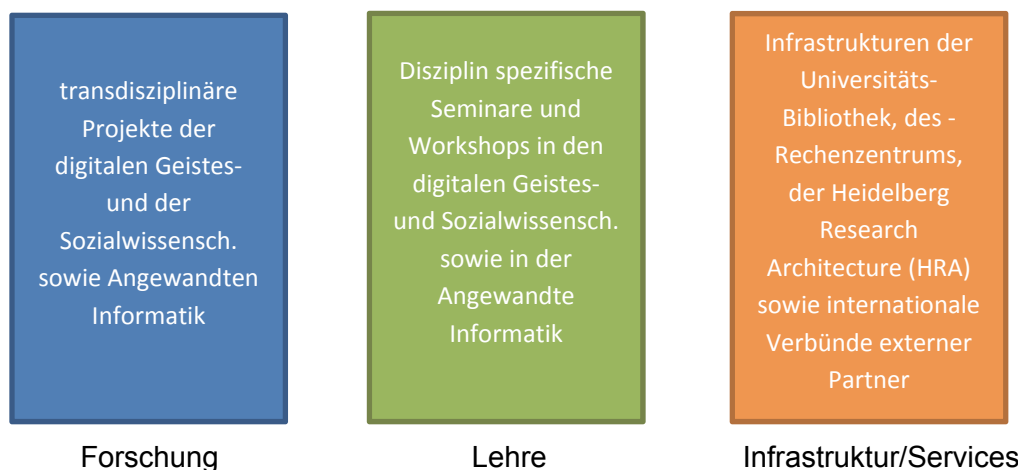 transdisziplinäre
Projekte der
digitalen Geistes-
und der
Sozialwissensch.
sowie Angewandten
Informatik
Forschung
Disziplin spezifische
Seminare und
Workshops in den
digitalen Geistes-
und Sozialwissensch.
sowie in der
Angewandte
Informatik
Lehre
Infrastrukturen der
Universitäts-
Bibliothek, des -
Rechenzentrums,
der Heidelberg
Research
Architecture (HRA)
sowie internationale
Verbünde externer
Partner
Infrastruktur/Services